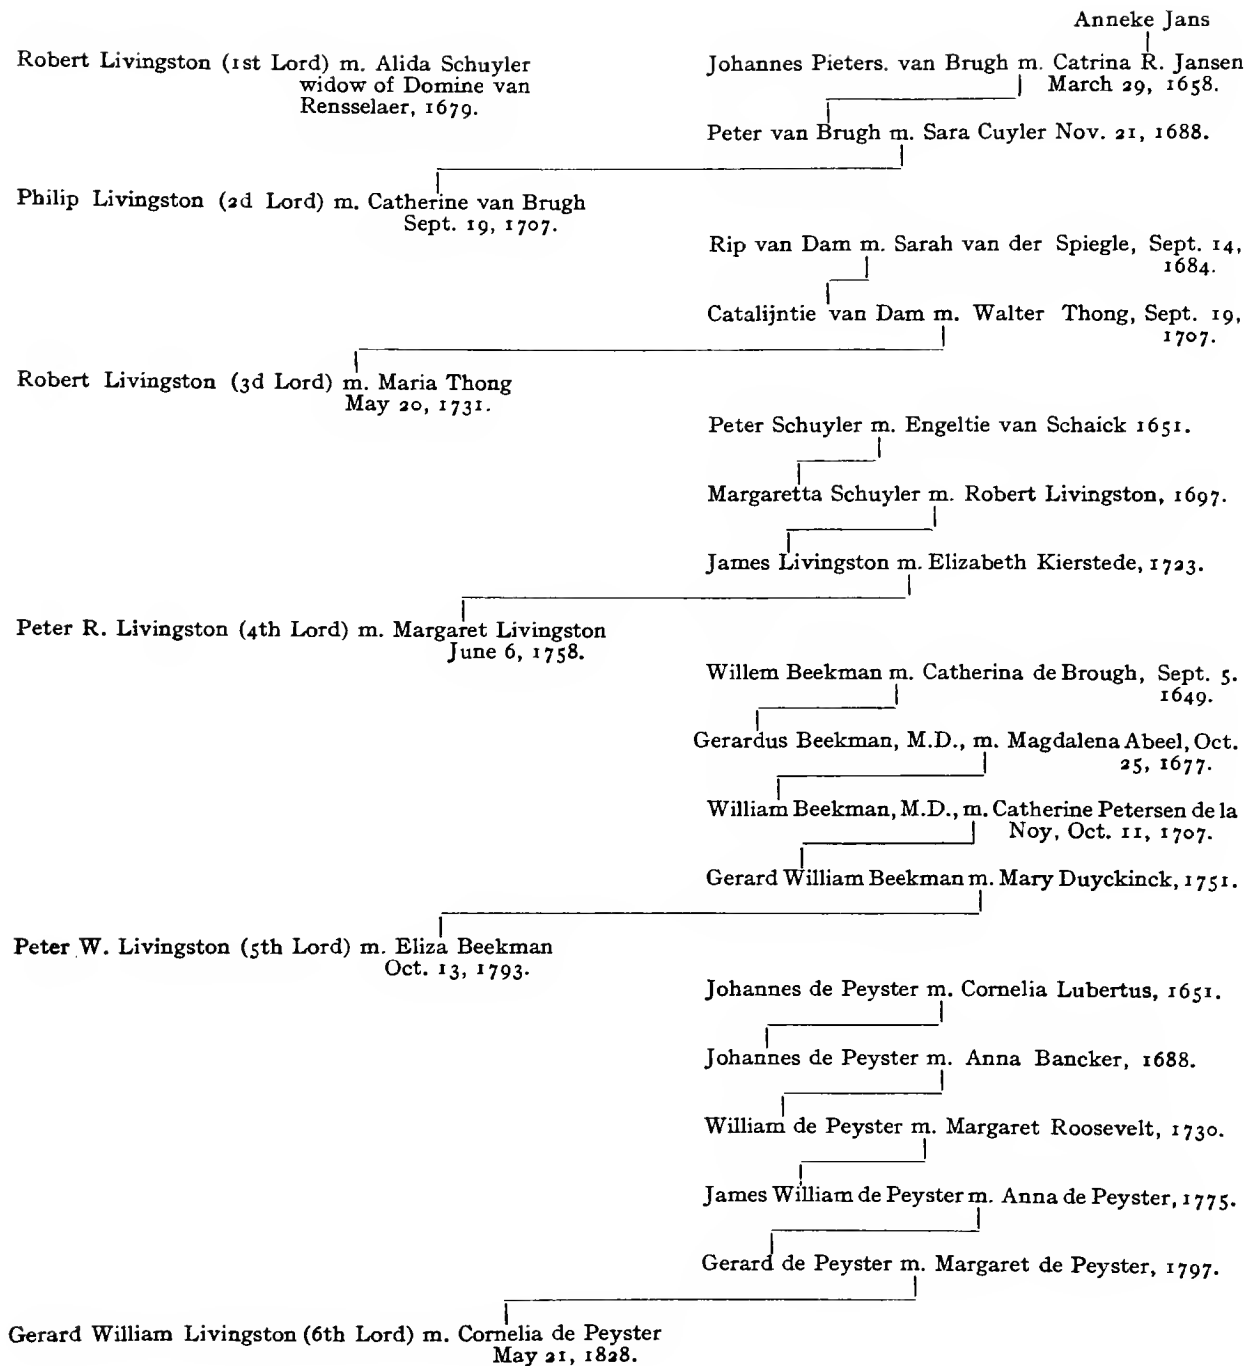 Anneke Jans
Robert Livingston (1st Lord) m. Alida Schuyler
widow of Domine van
Rensselaer, 1679.
Johannes Pieters. van Brugh m. Catrina R. Jansen
March 29, 1658.
Peter van Brugh m. Sara Cuyler Nov. 21, 1688.
Philip Livingston (2d Lord) m. Catherine van Brugh
Sept. 19, 1707.
Rip van Dam m. Sarah van der Spiegle, Sept. 14,
1684.
Catalijntie van Dam m. Walter Thong, Sept. 19,
1707.
Robert Livingston (3d Lord) m. Maria Thong
May 20, 1731.
Peter Schuyler m. Engeltie van Schaick 1651.
Margaretta Schuyler m. Robert Livingston, 1697.
James Livingston m. Elizabeth Kierstede, 1723.
Peter R. Livingston (4th Lord) m. Margaret Livingston
June 6, 1758.
Willem Beekman m. Catherina de Brough, Sept. 5.
1649.
Gerardus Beekman, M.D., m. Magdalena Abeel, Oct.
25, 1677.
William Beekman, M.D., m. Catherine Petersen de la
Noy, Oct. 11, 1707.
Gerard William Beekman m. Mary Duyckinck, 1751.
Peter W. Livingston (5th Lord) m. Eliza Beekman
Oct. 13, 1793.
Johannes de Peyster m. Cornelia Lubertus, 1651.
Johannes de Peyster m. Anna Bancker, 1688.
William de Peyster m. Margaret Roosevelt, 1730.
James William de Peyster m. Anna de Peyster, 1775.
Gerard de Peyster m. Margaret de Peyster, 1797.
Gerard William Livingston (6th Lord) m. Cornelia de Peyster
May 21, 1828.